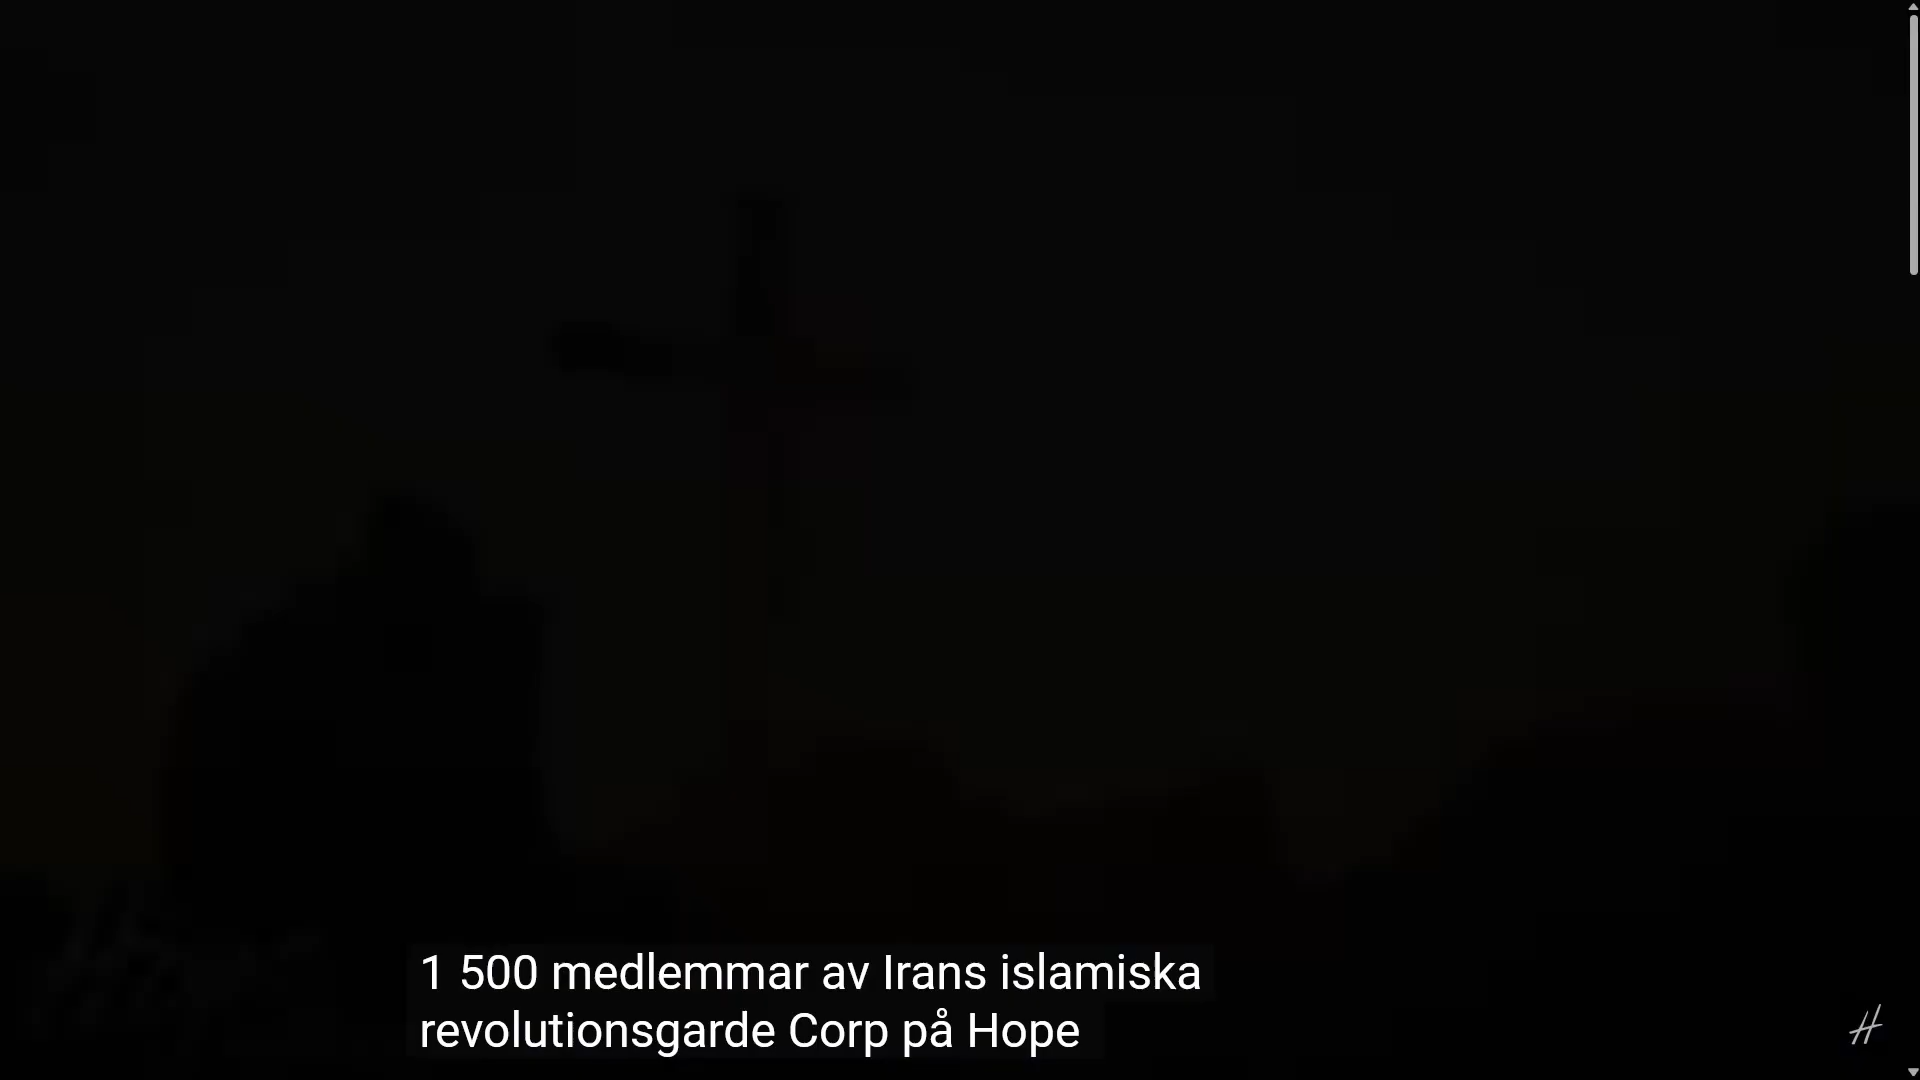 1 500 medlemmar av Irans islamiska
revolutionsgarde Corp på Hope